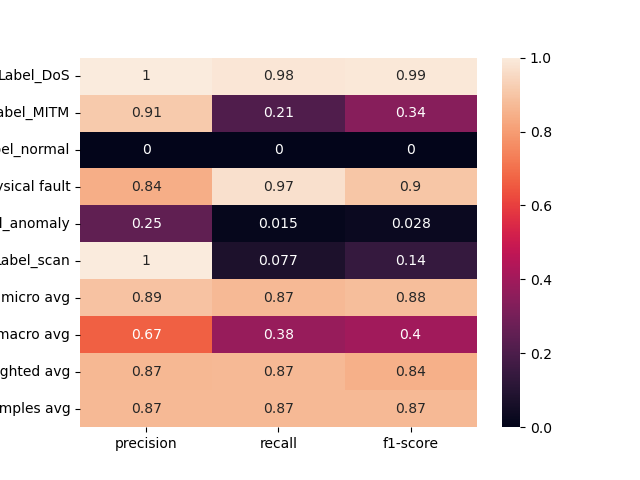 Label_DoS 1 0.98 0.99
abel_MITM 0.91 0.21 0.34
bel_normal 0 0 0
ysical fault 0.84 0.97 0.9
l_anomaly 0.25 0.015 0.028
Label_scan 1 0.077 0.14
micro avg 0.89 0.87 0.88
macro avg 0.67 0.38 0.4
ghted avg 0.87 0.87 0.84
mples avg 0.87 0.87 0.87
precision recall f1-score
1.0
0.8
0.6
0.4
0.2
0.0